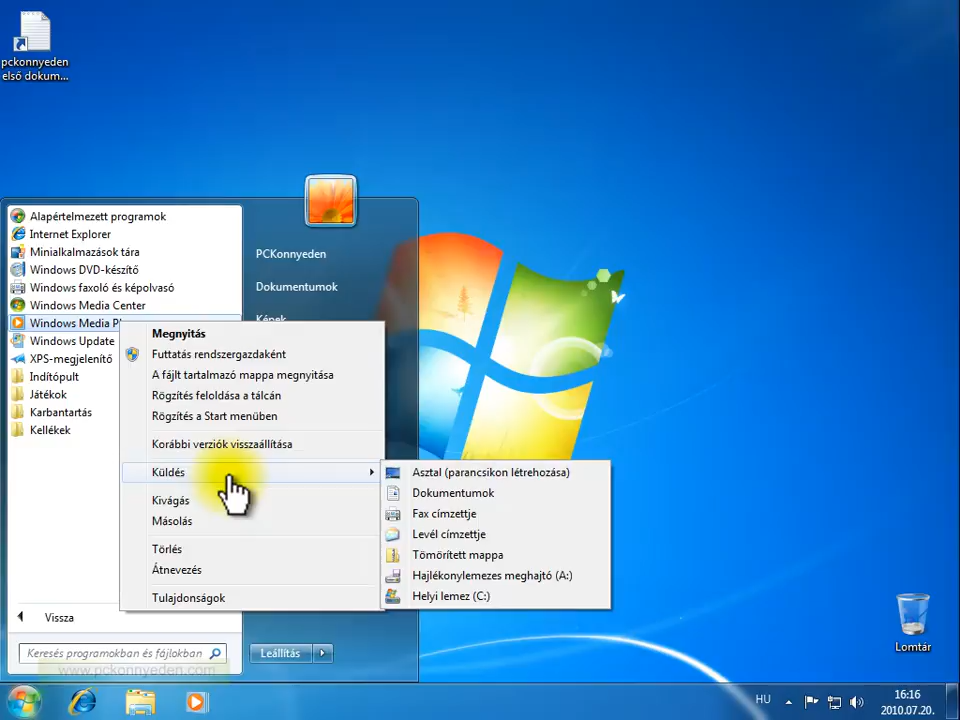 pckonnyeden
első dokum...
Alapértelmezett programok
Internet Explorer
Minialkalmazások tára
Windows DVD-készítő
Windows faxoló és képolvasó
Windows Media Center
Windows Media Pl
Windows Update
XPS-megjelenítő
Indítópult
Játékok
Karbantartás
Kellékek
Vissza
Keresés programokban és fájlokban
www.pckonnyeden.com
PCKonnyeden
Dokumentumok
Képek
Leállítás
Megnyitás
Futtatás rendszergazdaként
A fájlt tartalmazó mappa megnyitása
Rögzítés feloldása a tálcán
Rögzítés a Start menüben
Korábbi verziók visszaállítása
Küldés
Kivágás
Másolás
Törlés
Átnevezés
Tulajdonságok
Asztal (parancsikon létrehozása)
Dokumentumok
Fax címzettje
Levél címzettje
Tömörített mappa
Hajlékonylemezes meghajtó (A:)
Helyi lemez (C:)
Lomtár
HU
16:16
2010.07.20.